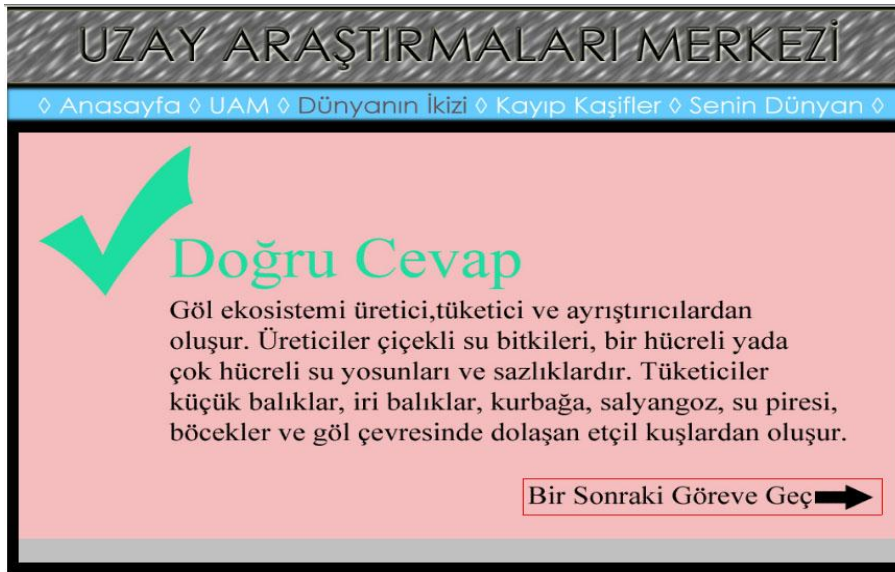 UZAY ARAŞTIRMALARI MERKEZİ
◊ Anasayfa ◊ UAM ◊ Dünyanın İkizi ◊ Kayıp Kaşifler ◊ Senin Dünyan ◊
Doğru Cevap
Göl ekosistemi üretici,tüketici ve ayrıştırıcılardan
oluşur. Üreticiler çiçekli su bitkileri, bir hücreli yada
çok hücreli su yosunları ve sazlıklardır. Tüketiciler
küçük balıklar, iri balıklar, kurbağa, salyangoz, su piresi,
böcekler ve göl çevresinde dolaşan etçil kuşlardan oluşur.
Bir Sonraki Göreve Geç